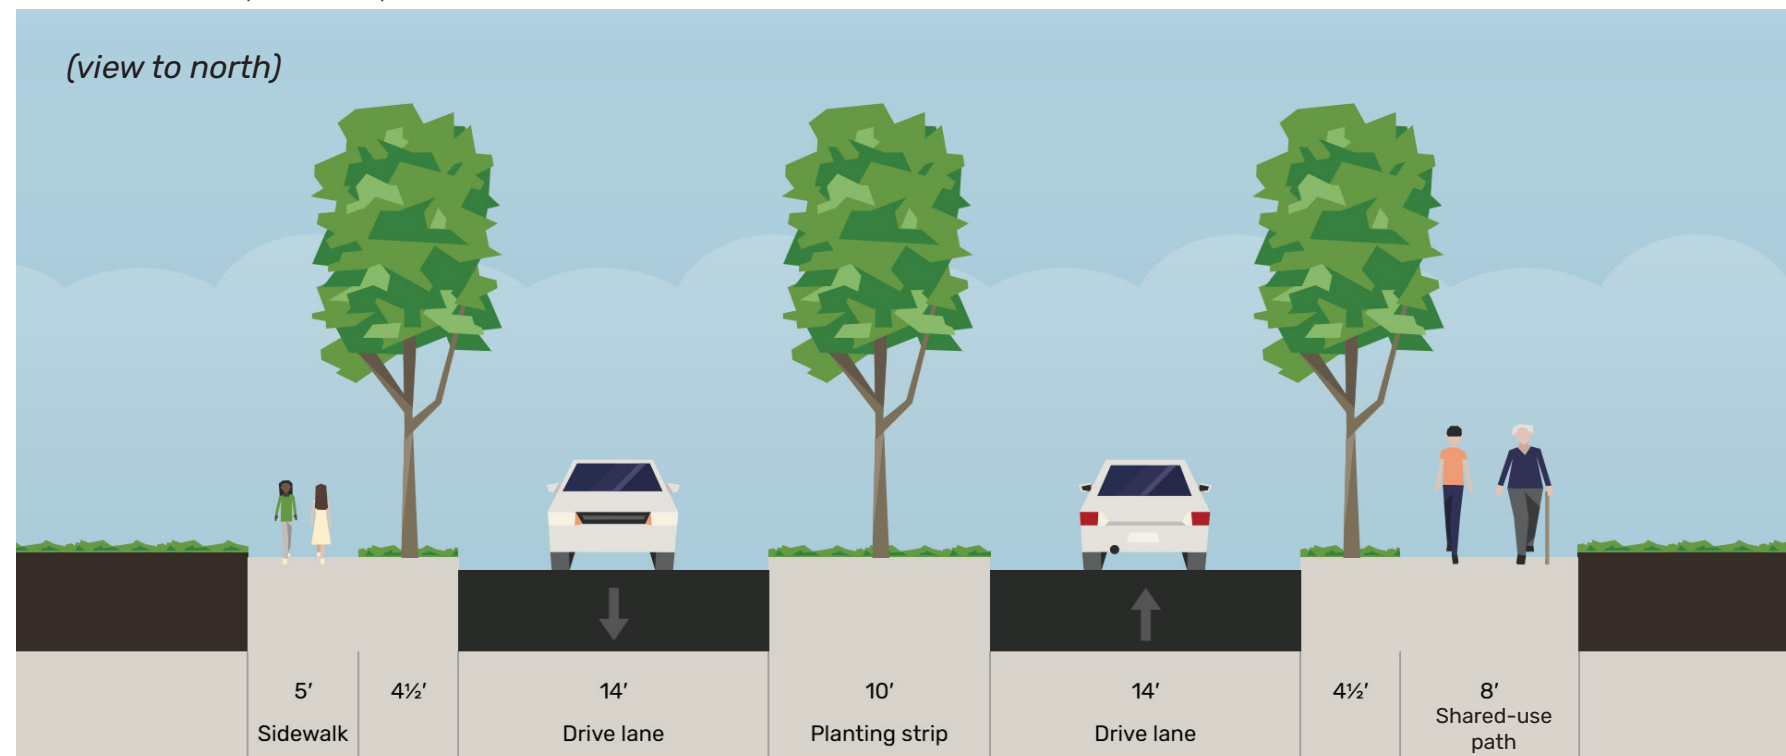 (view to north)
5′ 4½′ 14′ 10′ 14′ 4½′ 8′
Sidewalk Drive lane Planting strip Drive lane Shared-use
path